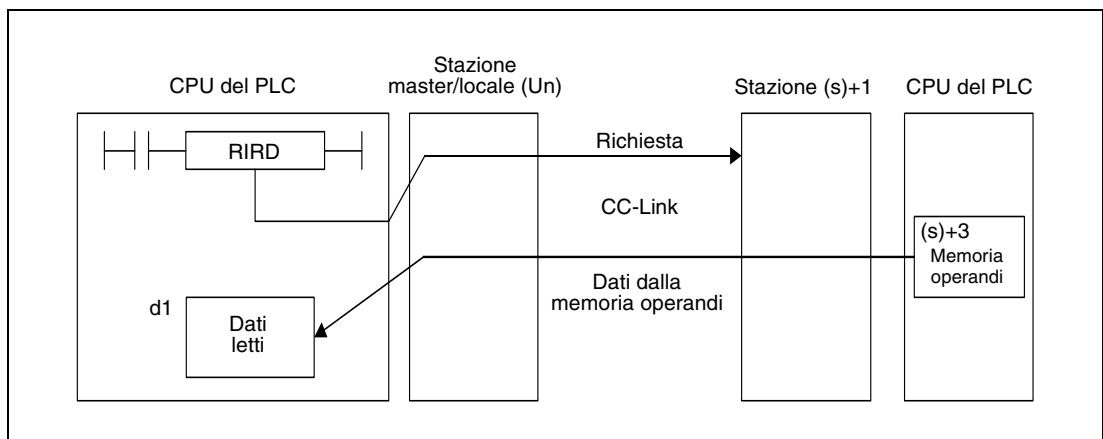 CPU del PLC
Stazione
master/locale (Un)
Stazione (s)+1
CPU del PLC
RIRD
Richiesta
CC-Link
(s)+3
Memoria
operandi
Dati dalla
memoria operandi
d1
Dati
letti